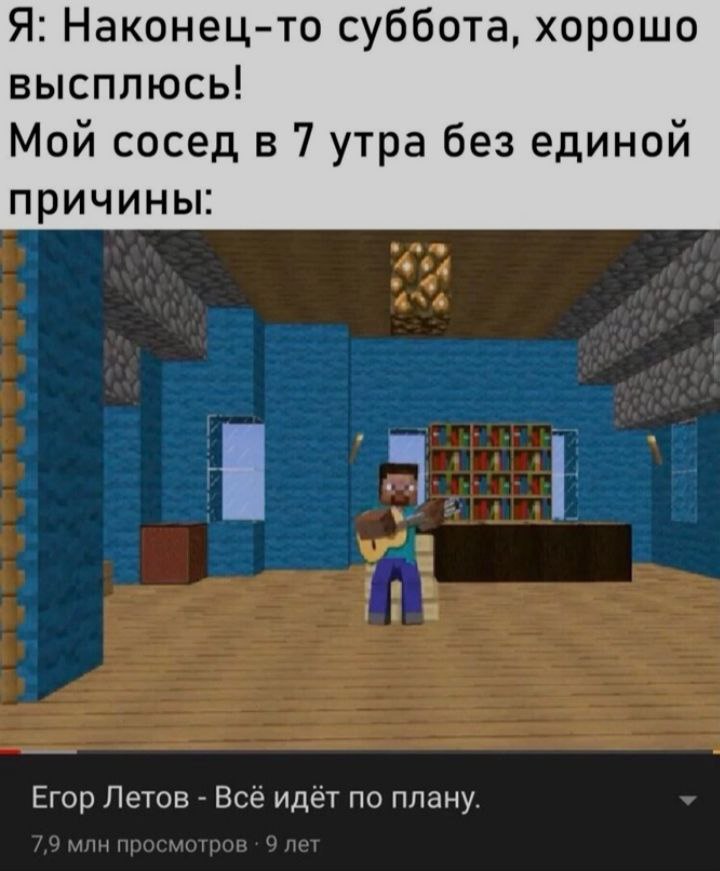 Я: Наконец-то суббота, хорошо
высплюсь!
Мой сосед в 7 утра без единой
причины:
Егор Летов - Всё идёт по плану.
7,9 млн просмотров · 9 лет